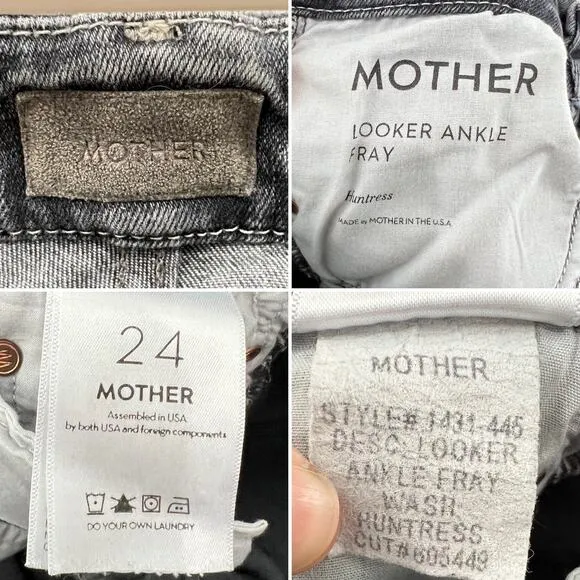 MOTHER
MOTHER
LOOKER ANKLE
FRAY
Huntress
MADE in MOTHER IN THE U.S.A.
24
MOTHER
Assembled in USA
by both USA and foreign components
DO YOUR OWN LAUNDRY
MOTHER
STYLE# 1431-445
DESC. LOOKER
ANKLE FRAY
WASH
HUNTRESS
CUT# 605449